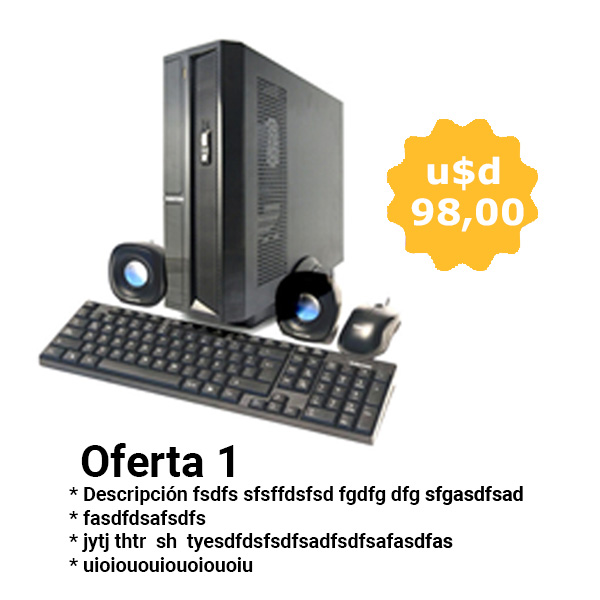 u$d
98,00
Oferta 1
* Descripción fsdfs sfsffdsfsd fgdfg dfg sfgasdfsad
* fasdfdsafsdfs
* jytj thtr  sh  tyesdfdsfsdfsadfsdfsafasdfas
* uioiououiouoiouoiu